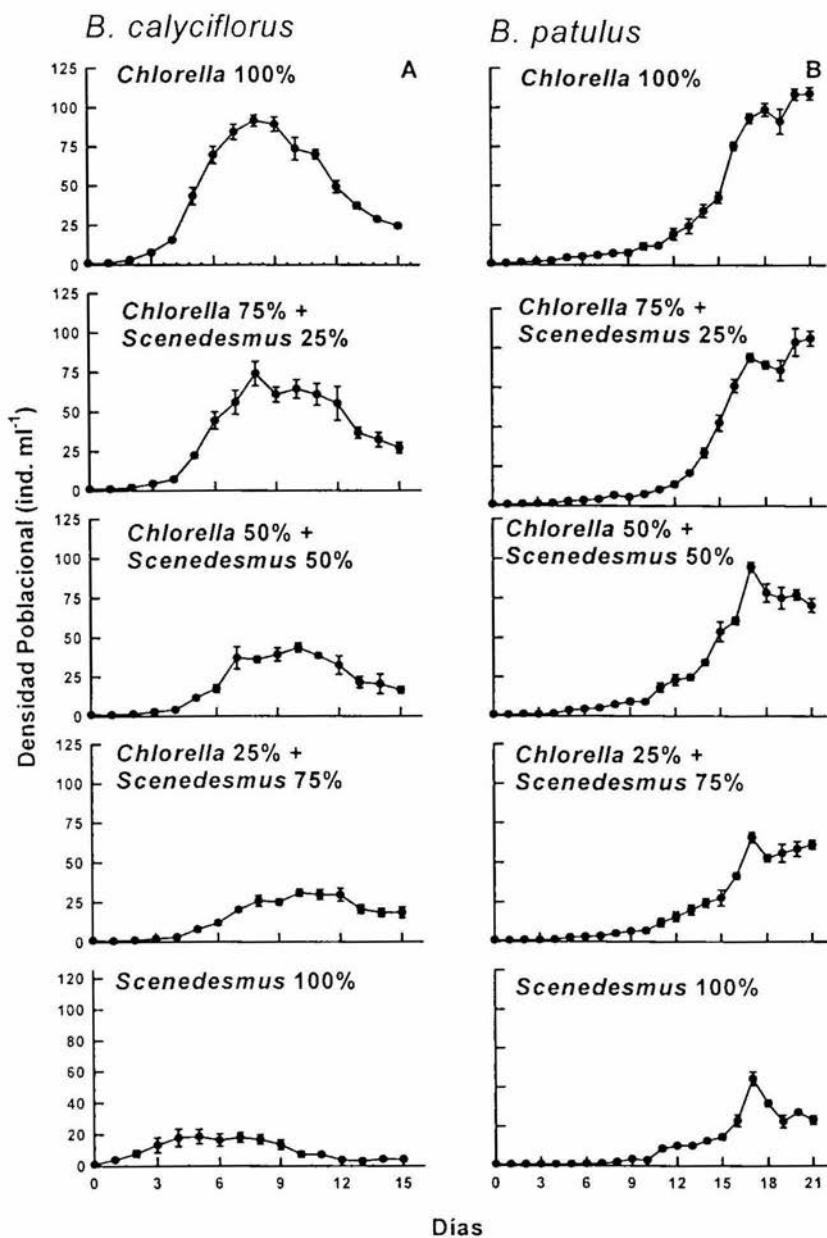 B. calyciflorus
B. patulus
Chlorella 100%
A
125
100
75
50
25
0
Chlorella 100%
B
Chlorella 75% +
Scenedesmus 25%
125
100
75
50
25
0
Chlorella 75% +
Scenedesmus 25%
Chlorella 50% +
Scenedesmus 50%
125
100
75
50
25
0
Chlorella 50% +
Scenedesmus 50%
Chlorella 25% +
Scenedesmus 75%
125
100
75
50
25
0
Chlorella 25% +
Scenedesmus 75%
Scenedesmus 100%
120
100
80
60
40
20
0
Scenedesmus 100%
0 3 6 9 12 15
0 3 6 9 12 15 18 21
Densidad Poblacional (ind. ml⁻¹)
Días